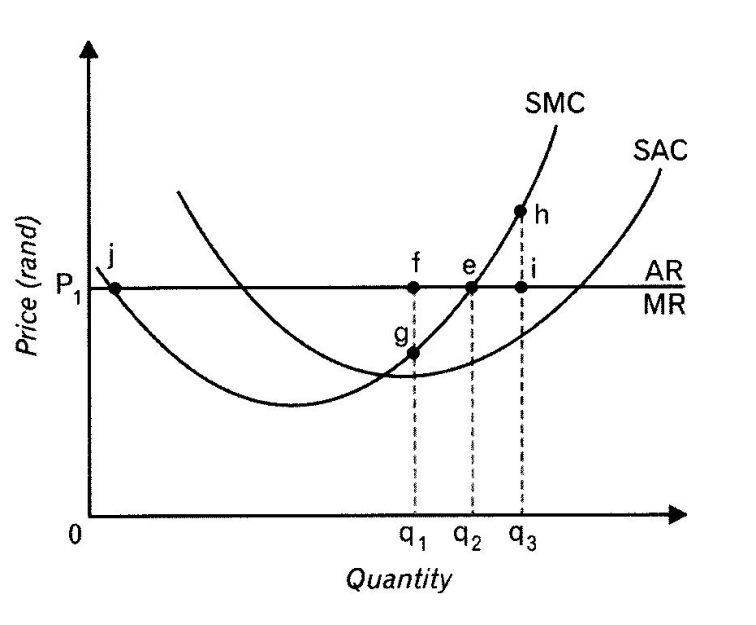 SMC
SAC
h
j
f
e
i
AR
P1
MR
g
Price (rand)
0
q1
q2
q3
Quantity